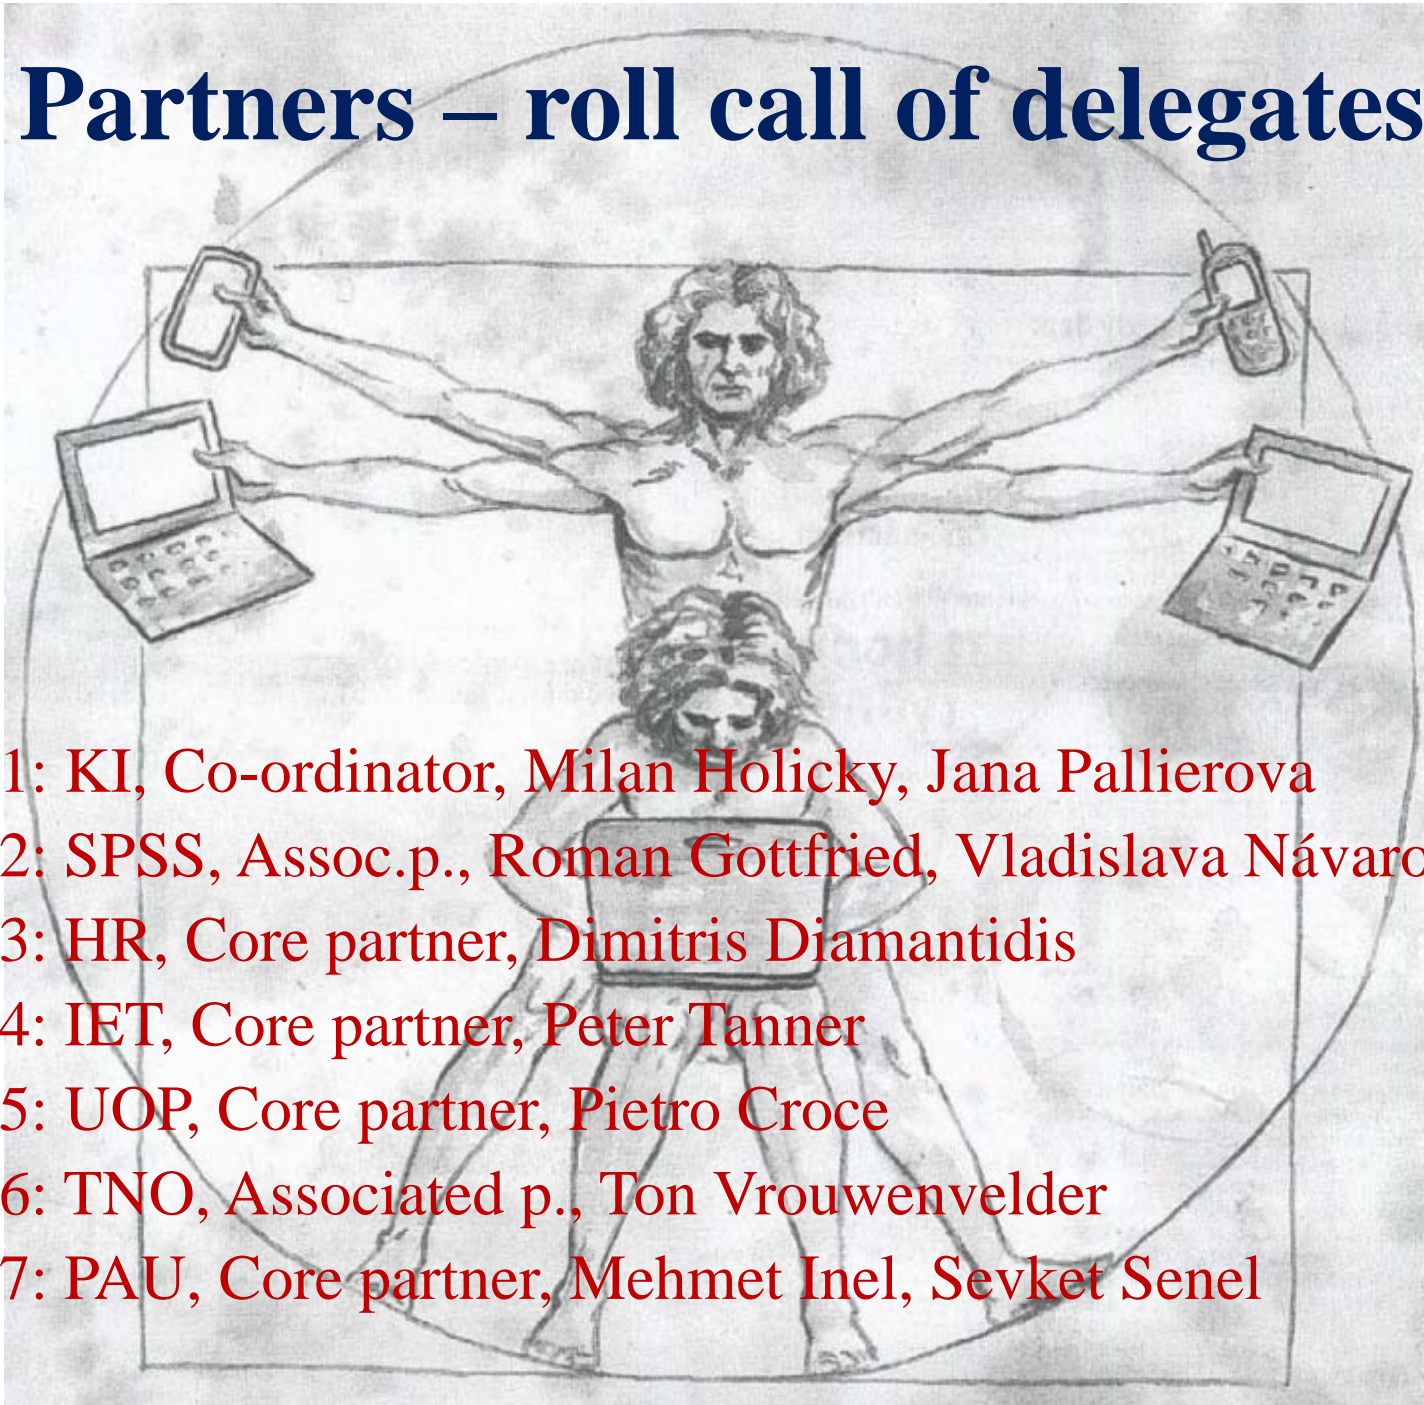 Partners – roll call of delegates
1: KI, Co-ordinator, Milan Holicky, Jana Pallierova
2: SPSS, Assoc.p., Roman Gottfried, Vladislava
3: HR, Core partner, Dimitris Diamantidis
4: IET, Core partner, Peter Tanner
5: UOP, Core partner, Pietro Croce
6: TNO, Associated p., Ton Vrouwenvelder
7: PAU, Core partner, Mehmet Inel, Sevket Senel